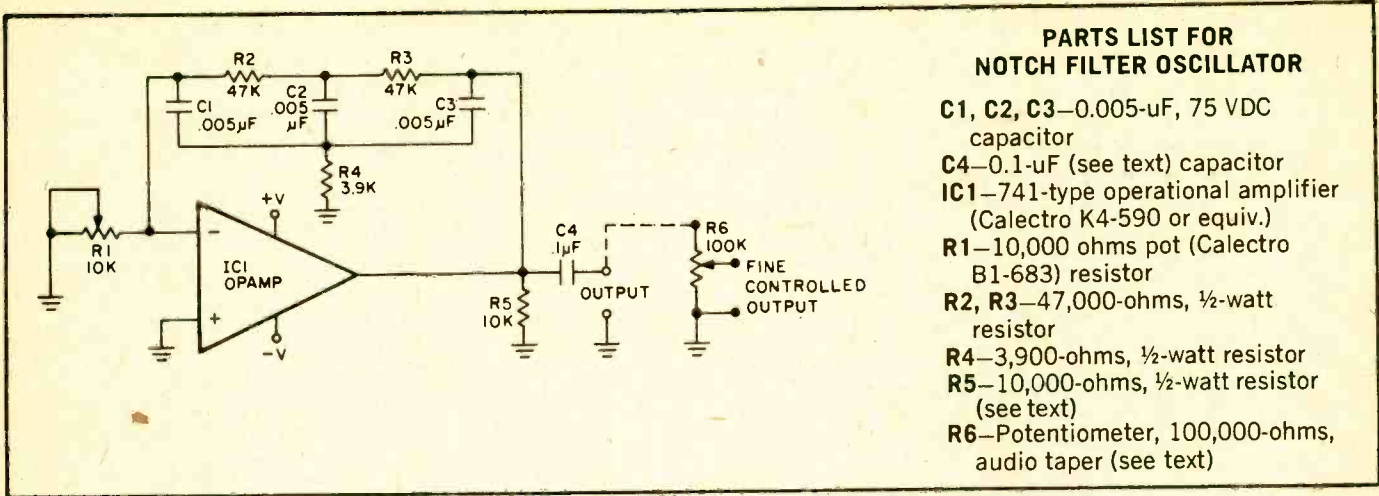 R2
47K
R3
47K
C1
.005µF
C2
.005
µF
C3
.005µF
R4
3.9K
+V
R1
10K
-
+
IC1
OPAMP
-V
R5
10K
C4
.1µF
OUTPUT
R6
100K
FINE
CONTROLLED
OUTPUT
PARTS LIST FOR
NOTCH FILTER OSCILLATOR
C1, C2, C3—0.005-uF, 75 VDC
capacitor
C4—0.1-uF (see text) capacitor
IC1—741-type operational amplifier
(Calectro K4-590 or equiv.)
R1—10,000 ohms pot (Calectro
B1-683) resistor
R2, R3—47,000-ohms, ½-watt
resistor
R4—3,900-ohms, ½-watt resistor
R5—10,000-ohms, ½-watt resistor
(see text)
R6—Potentiometer, 100,000-ohms,
audio taper (see text)